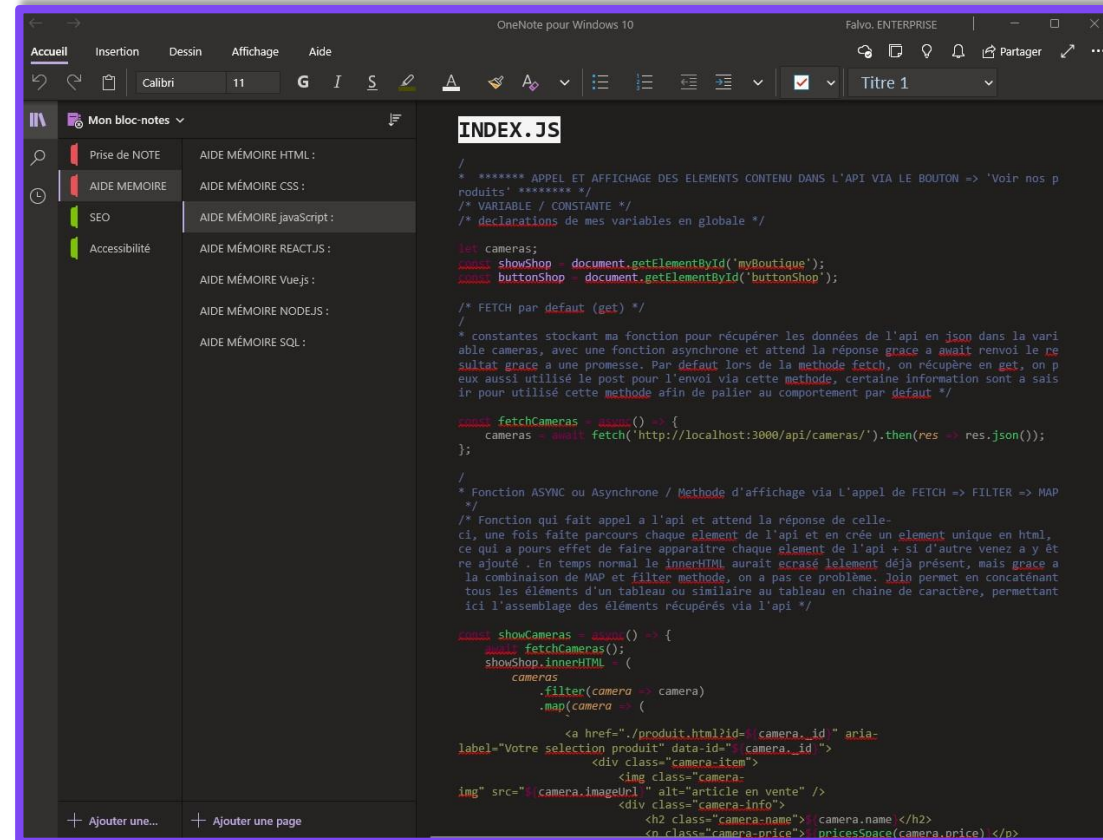 OneNote pour Windows 10
Falvo. ENTERPRISE
Accueil Insertion Dessin Affichage Aide
Partager
Calibri 11 G I S A A Titre 1
Mon bloc-notes
Prise de NOTE
AIDE MEMOIRE
SEO
Accessibilité
AIDE MÉMOIRE HTML :
AIDE MÉMOIRE CSS :
AIDE MÉMOIRE javaScript :
AIDE MÉMOIRE REACT.JS :
AIDE MÉMOIRE Vue.js :
AIDE MÉMOIRE NODE.JS :
AIDE MÉMOIRE SQL :
Ajouter une...
Ajouter une page
INDEX.JS
/
* ******* APPEL ET AFFICHAGE DES ELEMENTS CONTENU DANS L'API VIA LE BOUTON => 'Voir nos p
roduits' ******** */
/* VARIABLE / CONSTANTE */
/* declarations de mes variables en globale */
let cameras;
const showShop = document.getElementById('myBoutique');
const buttonShop = document.getElementById('buttonShop');
/* FETCH par defaut (get) */
/
* constantes stockant ma fonction pour récupérer les données de l'api en json dans la vari
able cameras, avec une fonction asynchrone et attend la réponse grace a await renvoi le re
sultat grace a une promesse. Par defaut lors de la methode fetch, on récupère en get, on p
eux aussi utilisé le post pour l'envoi via cette methode, certaine information sont a sais
ir pour utilisé cette methode afin de palier au comportement par defaut */
const fetchCameras = async() => {
cameras = await fetch('http://localhost:3000/api/cameras/').then(res => res.json());
};
/
* Fonction ASYNC ou Asynchrone / Methode d'affichage via L'appel de FETCH => FILTER => MAP
*/
/* Fonction qui fait appel a l'api et attend la réponse de celle-
ci, une fois faite parcours chaque element de l'api et en crée un element unique en html,
ce qui a pours effet de faire apparaitre chaque element de l'api + si d'autre venez a y êt
re ajouté . En temps normal le innerHTML aurait ecrasé lelement déjà présent, mais grace a
la combinaison de MAP et filter methode, on a pas ce problème. Join permet en concaténant
tous les éléments d'un tableau ou similaire au tableau en chaine de caractère, permettant
ici l'assemblage des éléments récupérés via l'api */
const showCameras = async() => {
await fetchCameras();
showShop.innerHTML = (
cameras
.filter(camera => camera)
.map(camera => (
`
<a href="./produit.html?id=${camera._id}" aria-
label="Votre selection produit" data-id="${camera._id}">
<div class="camera-item">
<img class="camera-
img" src="${camera.imageUrl}" alt="article en vente" />
<div class="camera-info">
<h2 class="camera-name">${camera.name}</h2>
<p class="camera-price">${pricesSpace(camera.price)}</p>